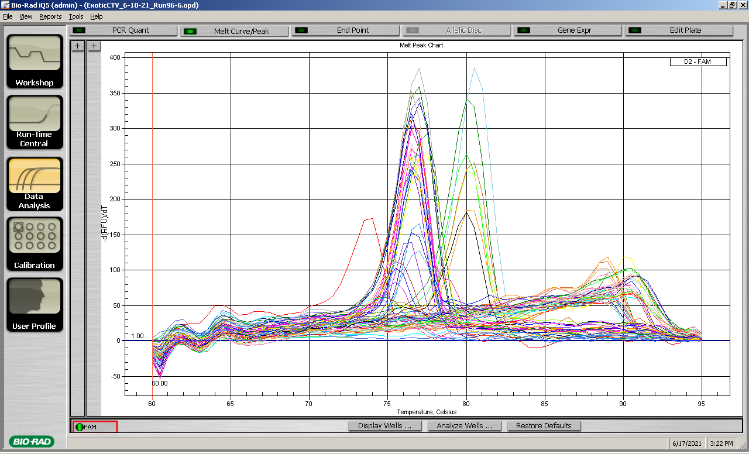 Bio-Rad iQ5 (admin) - (ExoticCTV_6-10-21_Run96-6.opd)
File View Reports Tools Help
PCR Quant Melt Curve/Peak End Point Allelic Disc Gene Expr Edit Plate
Workshop
Run-Time
Central
Data
Analysis
Calibration
User Profile
Melt Peak Chart
D2 - FAM
400
350
300
250
200
150
100
50
0
-50
-d(RFU)/dT
1.00
60.00
60 65 70 75 80 85 90 95
Temperature, Celsius
FAM
Display Wells ... Analyze Wells ... Restore Defaults
BIO-RAD
6/17/2021 3:22 PM